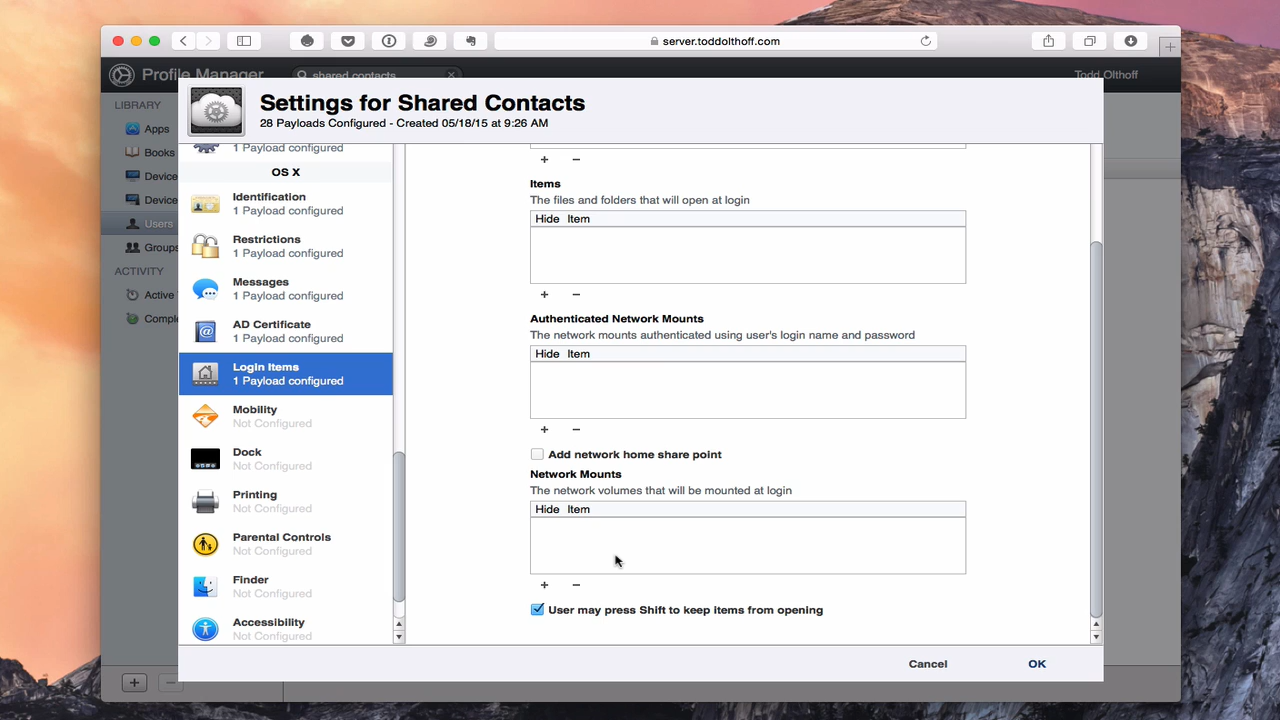 server.toddolthoff.com
Profile Manager
shared contacts
Todd Olthoff
LIBRARY
Apps
Books
Device
Device
Users
Groups
ACTIVITY
Active
Comple
Settings for Shared Contacts
28 Payloads Configured - Created 05/18/15 at 9:26 AM
1 Payload configured
OS X
Identification
1 Payload configured
Restrictions
1 Payload configured
Messages
1 Payload configured
AD Certificate
1 Payload configured
Login Items
1 Payload configured
Mobility
Not Configured
Dock
Not Configured
Printing
Not Configured
Parental Controls
Not Configured
Finder
Not Configured
Accessibility
Not Configured
+ −
Items
The files and folders that will open at login
Hide Item
+ −
Authenticated Network Mounts
The network mounts authenticated using user's login name and password
Hide Item
+ −
Add network home share point
Network Mounts
The network volumes that will be mounted at login
Hide Item
+ −
User may press Shift to keep items from opening
Cancel OK